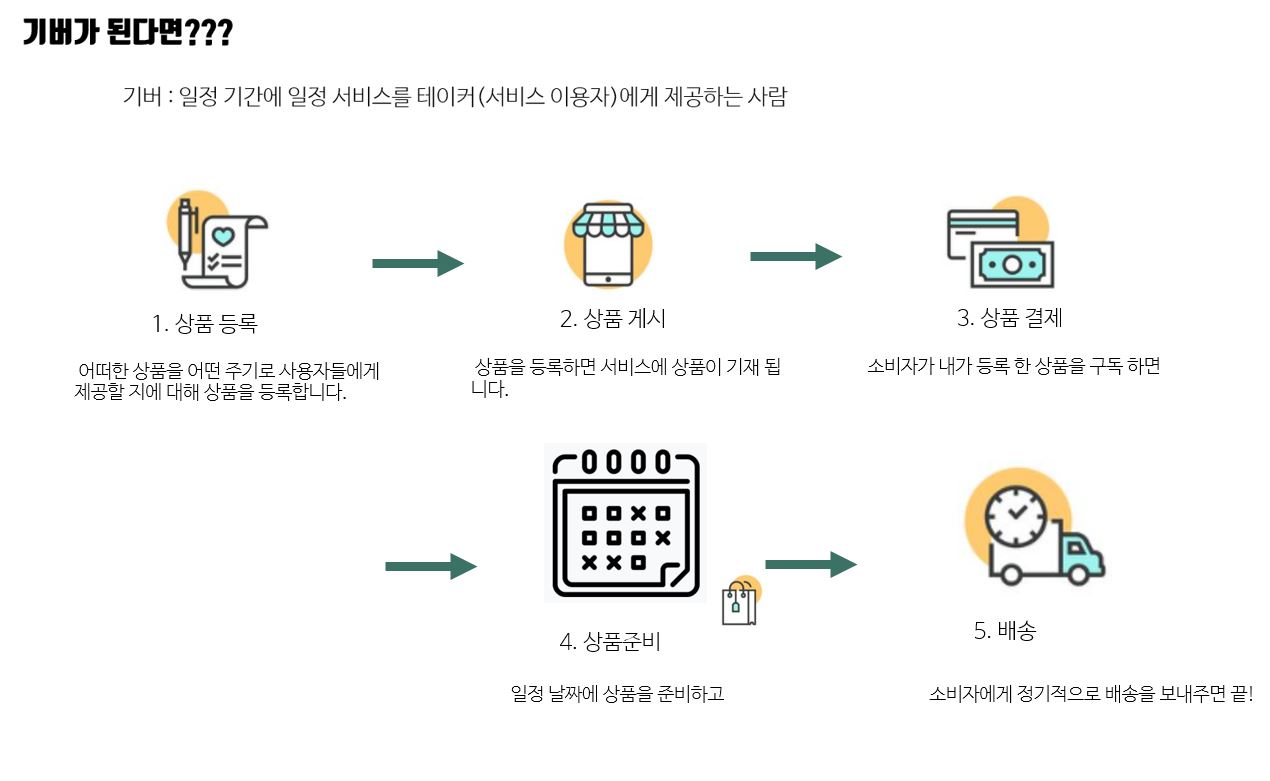 기버가 된다면???
기버 : 일정 기간에 일정 서비스를 테이커(서비스 이용자)에게 제공하는 사람
1. 상품 등록
어떠한 상품을 어떤 주기로 사용자들에게
제공할 지에 대해 상품을 등록합니다.
2. 상품 게시
상품을 등록하면 서비스에 상품이 기재 됩
니다.
3. 상품 결제
소비자가 내가 등록 한 상품을 구독 하면
4. 상품준비
일정 날짜에 상품을 준비하고
5. 배송
소비자에게 정기적으로 배송을 보내주면 끝!